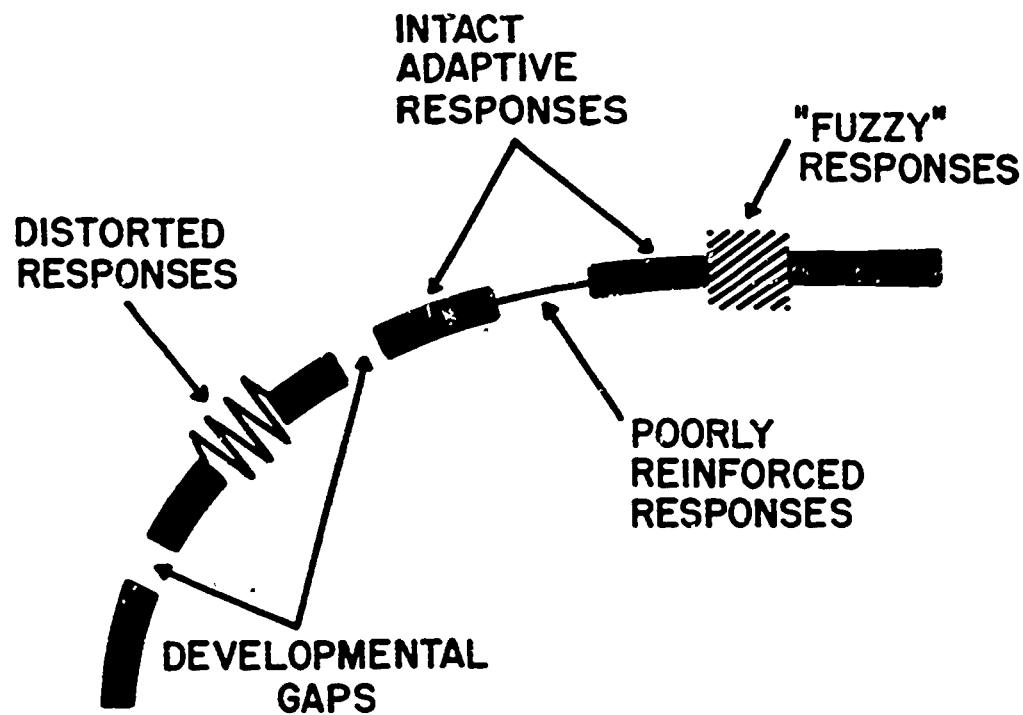 INTACT
ADAPTIVE
RESPONSES
"FUZZY"
RESPONSES
DISTORTED
RESPONSES
POORLY
REINFORCED
RESPONSES
DEVELOPMENTAL
GAPS